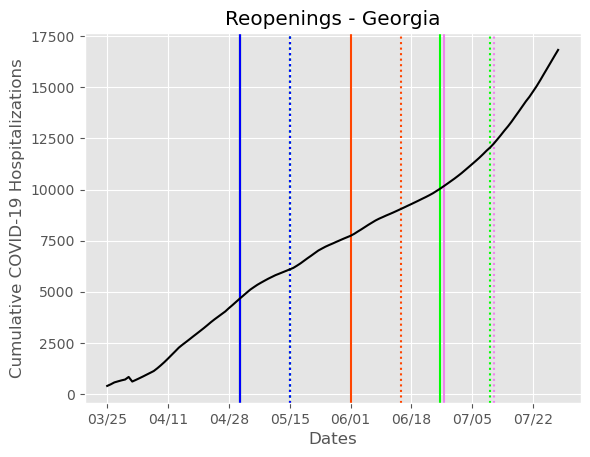 Reopenings - Georgia
Cumulative COVID-19 Hospitalizations
17500
15000
12500
10000
7500
5000
2500
0
03/25 04/11 04/28 05/15 06/01 06/18 07/05 07/22
Dates